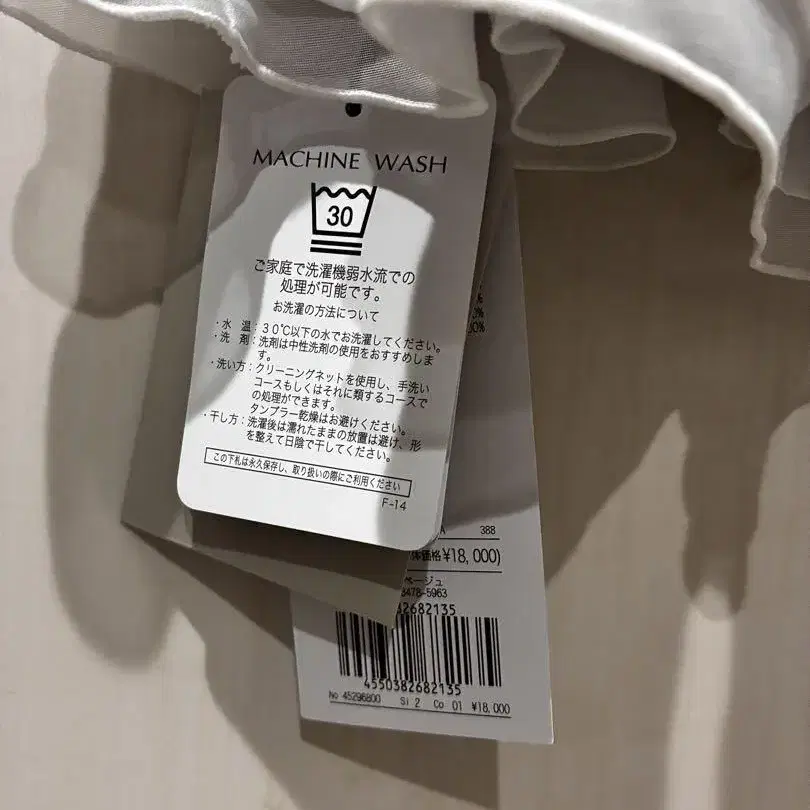 MACHINE WASH
30
ご家庭で洗濯機弱水流での
処理が可能です。
お洗濯の方法について
・水 温:30℃以下の水でお洗濯してください。
・洗 剤:洗剤は中性洗剤の使用をおすすめしま
す。
・洗い方:クリーニングネットを使用し、手洗い
コースもしくはそれに類するコースで
の処理ができます。
タンブラー乾燥はお避けください。
・干し方:洗濯後は濡れたままの放置は避け、形
を整えて日陰で干してください。
この下札は永久保存し、取り扱いの際にご利用ください
F-14
%
%
0%
388
価格¥18,000)
ベージュ
3478-5963
82682135
4550382682135
No 45296800 Si 2 Co 01 ¥18,000